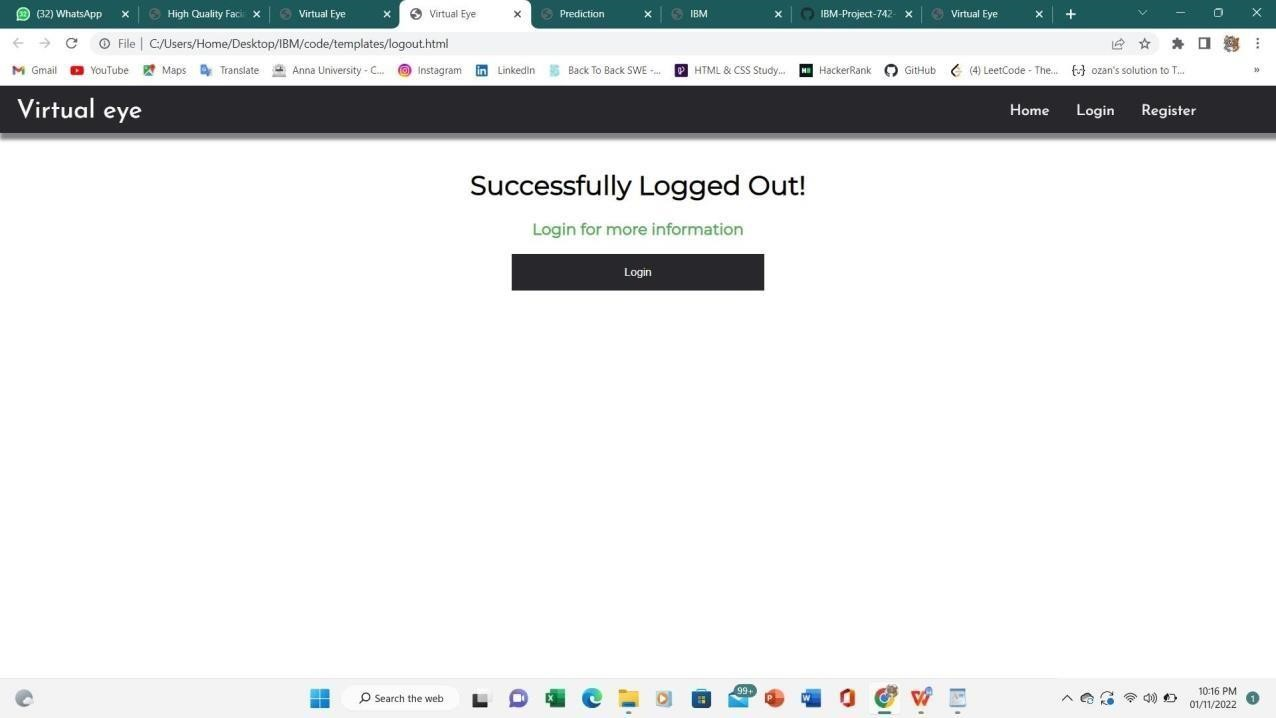 (32) WhatsApp High Quality Facia Virtual Eye Virtual Eye Prediction IBM IBM-Project-742- Virtual Eye
File C:/Users/Home/Desktop/IBM/code/templates/logout.html
Gmail YouTube Maps Translate Anna University - C... Instagram LinkedIn Back To Back SWE -... HTML & CSS Study... HackerRank GitHub (4) LeetCode - The... ozan's solution to T... »
Virtual eye Home Login Register
Successfully Logged Out!
Login for more information
Login
Search the web 99+ 10:16 PM
01/11/2022 1